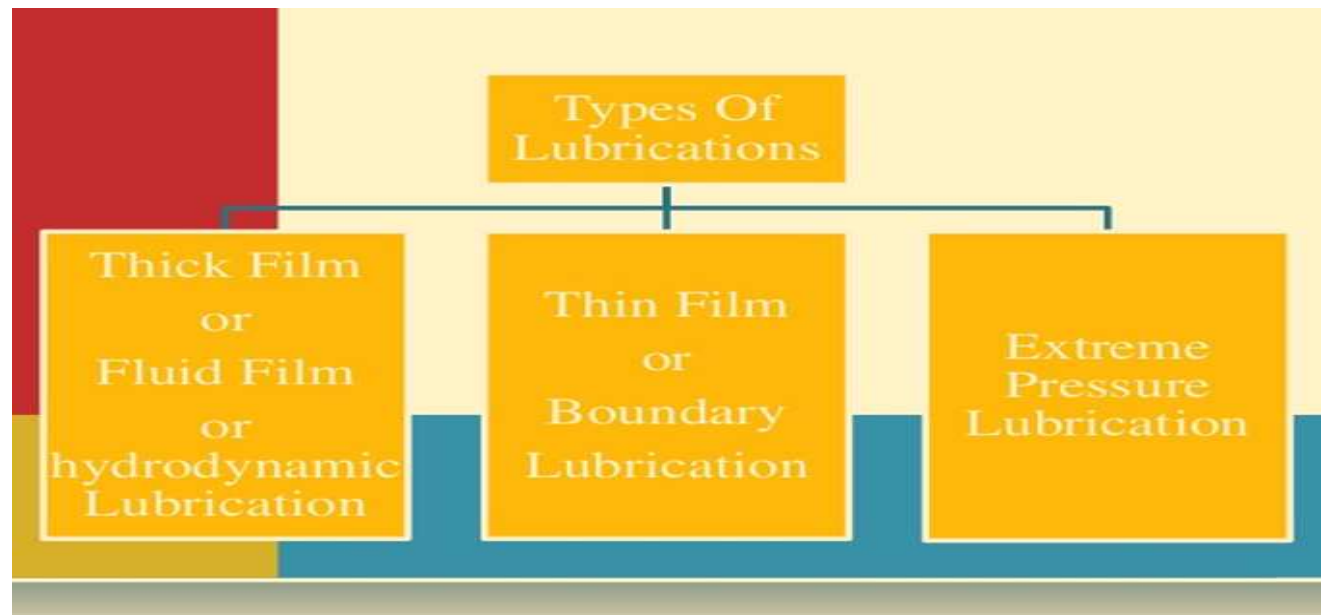 Types Of
Lubrications
Thick Film
or
Fluid Film
or
hydrodynamic
Lubrication
Thin Film
or
Boundary
Lubrication
Extreme
Pressure
Lubrication